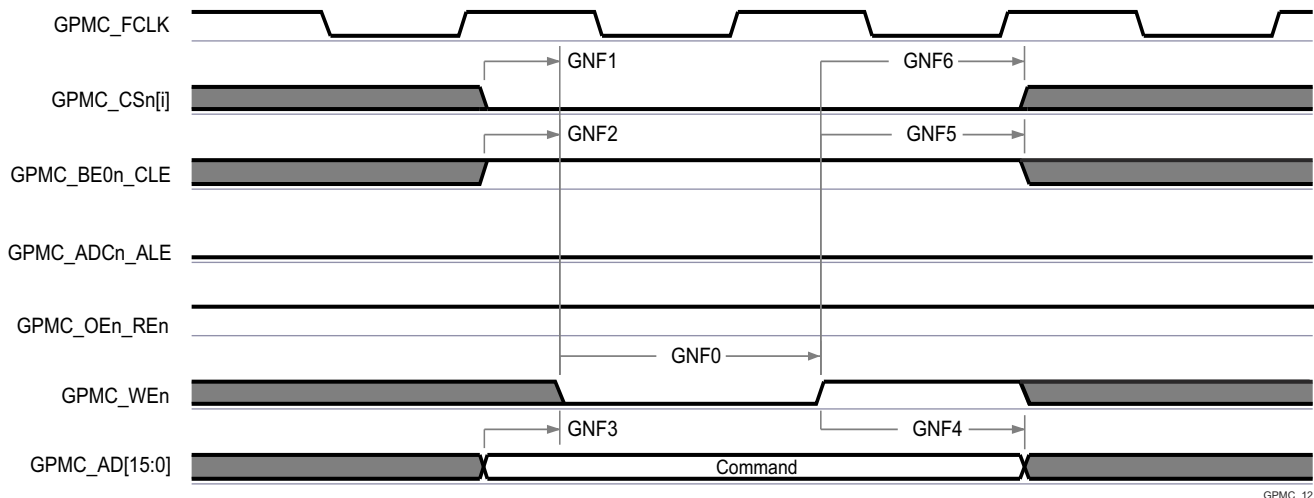 GPMC_FCLK
GNF1
GNF6
GPMC_CSn[i]
GNF2
GNF5
GPMC_BE0n_CLE
GPMC_ADCn_ALE
GPMC_OEn_REn
GNF0
GPMC_WEn
GNF3
GNF4
GPMC_AD[15:0]
Command
GPMC_12